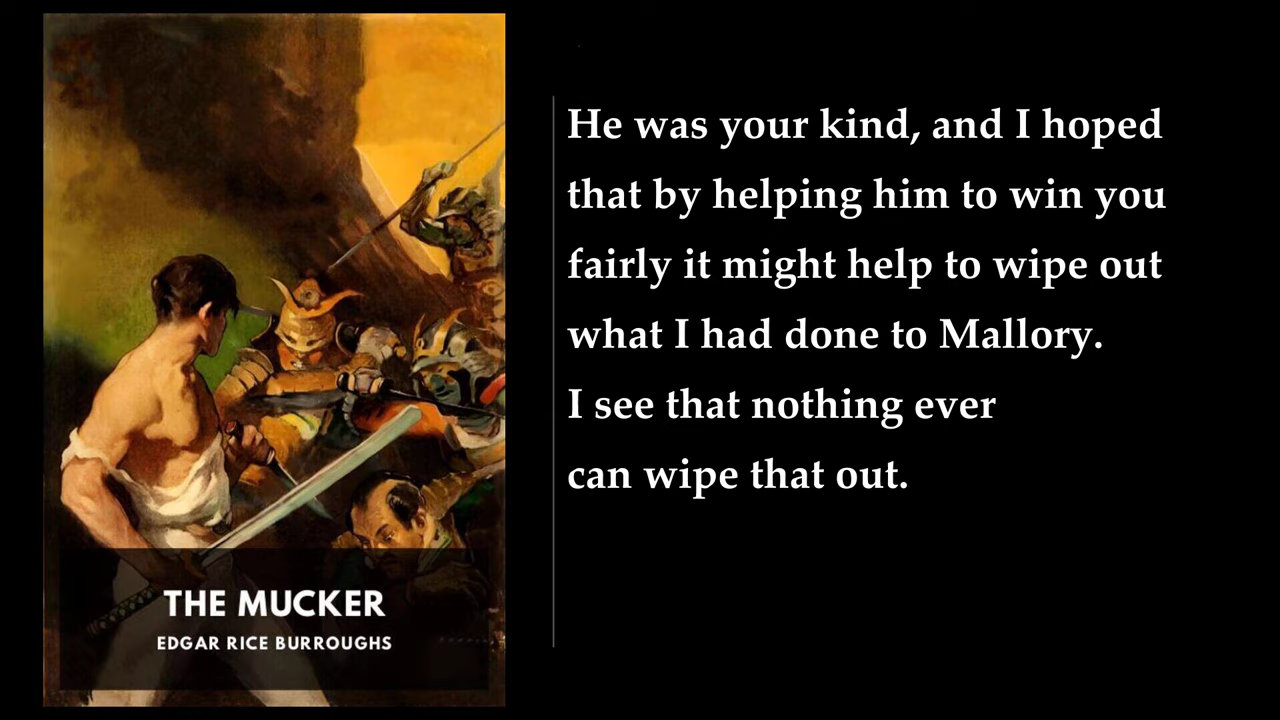 He was your kind, and I hoped
that by helping him to win you
fairly it might help to wipe out
what I had done to Mallory.
I see that nothing ever
can wipe that out.
THE MUCKER
EDGAR RICE BURROUGHS